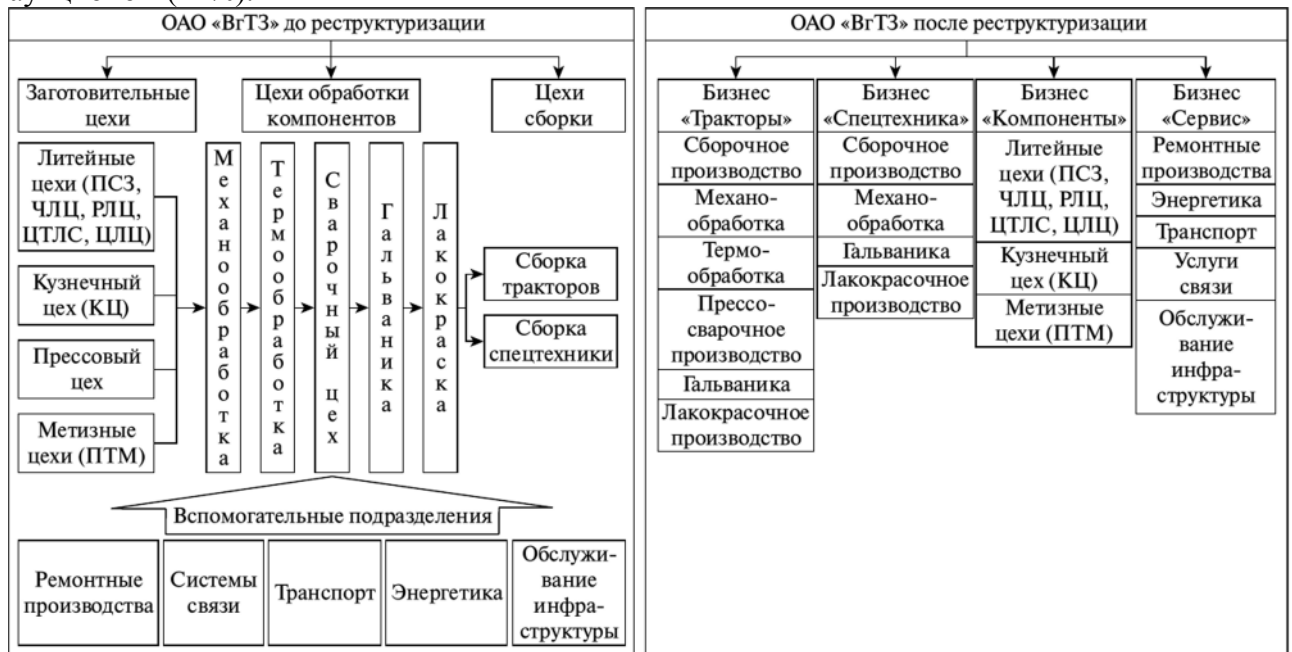 ОАО «ВгТЗ» до реструктуризации
Заготовительные
цехи
Цехи обработки
компонентов
Цехи
сборки
Литейные
цехи (ПСЗ,
ЧЛЦ, РЛЦ,
ЦТЛС, ЦЛЦ)
Кузнечный
цех (КЦ)
Прессовый
цех
Метизные
цехи (ПТМ)
Механообработка
Термообработка
Сварочный цех
Гальваника
Лакокраска
Сборка
тракторов
Сборка
спецтехники
Вспомогательные подразделения
Ремонтные
производства
Системы
связи
Транспорт
Энергетика
Обслужи-
вание
инфра-
структуры
ОАО «ВгТЗ» после реструктуризации
Бизнес
«Тракторы»
Сборочное
производство
Механо-
обработка
Термо-
обработка
Прессо-
сварочное
производство
Гальваника
Лакокрасочное
производство
Бизнес
«Спецтехника»
Сборочное
производство
Механо-
обработка
Гальваника
Лакокрасочное
производство
Бизнес
«Компоненты»
Литейные
цехи (ПСЗ,
ЧЛЦ, РЛЦ,
ЦТЛС, ЦЛЦ)
Кузнечный
цех (КЦ)
Метизные
цехи (ПТМ)
Бизнес
«Сервис»
Ремонтные
производства
Энергетика
Транспорт
Услуги
связи
Обслужи-
вание
инфра-
структуры